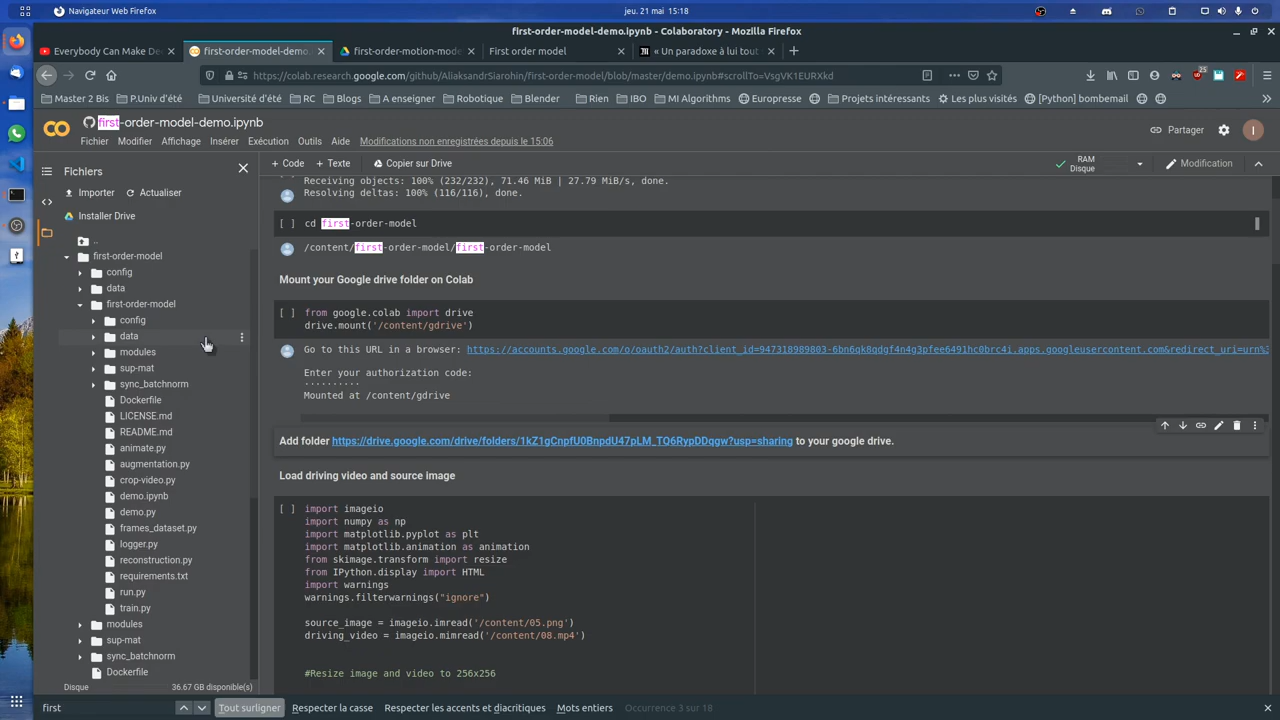 Navigateur Web Firefox
jeu. 21 mai 15:18
first-order-model-demo.ipynb - Colaboratory - Mozilla Firefox
Everybody Can Make De
first-order-model-demo.
first-order-motion-mode
First order model
« Un paradoxe à lui tout
https://colab.research.google.com/github/AliaksandrSiarohin/first-order-model/blob/master/demo.ipynb#scrollTo=VsgVK1EURXkd
25
Master 2 Bis
P.Univ d'été
Université d'été
RC
Blogs
A enseigner
Robotique
Blender
Rien
IBO
MI Algorithms
Europresse
Projets intéressants
Les plus visités
[Python] bombemail
first-order-model-demo.ipynb
Partager
I
Fichier
Modifier
Affichage
Insérer
Exécution
Outils
Aide
Modifications non enregistrées depuis 15:06
Fichiers
+ Code
+ Texte
Copier sur Drive
RAM
Disque
Modification
Importer
Actualiser
Installer Drive
..
first-order-model
config
data
first-order-model
config
data
modules
sup-mat
sync_batchnorm
Dockerfile
LICENSE.md
README.md
animate.py
augmentation.py
crop-video.py
demo.ipynb
demo.py
frames_dataset.py
logger.py
reconstruction.py
requirements.txt
run.py
train.py
modules
sup-mat
sync_batchnorm
Dockerfile
Disque
36.67 GB disponible(s)
Receiving objects: 100% (232/232), 71.46 MiB | 27.79 MiB/s, done.
Resolving deltas: 100% (116/116), done.
[ ] cd first-order-model
/content/first-order-model/first-order-model
Mount your Google drive folder on Colab
[ ] from google.colab import drive
drive.mount('/content/gdrive')
Go to this URL in a browser: https://accounts.google.com/o/oauth2/auth?client_id=947318989803-6bn6qk8qdgf4n4g3pfee6491hc0brc4i.apps.googleusercontent.com&redirect_uri=urn%3
Enter your authorization code:
··········
Mounted at /content/gdrive
Add folder https://drive.google.com/drive/folders/1kZ1gCnpfU0BnpdU47pLM_TQ6RypDDqgw?usp=sharing to your google drive.
Load driving video and source image
[ ] import imageio
import numpy as np
import matplotlib.pyplot as plt
import matplotlib.animation as animation
from skimage.transform import resize
from IPython.display import HTML
import warnings
warnings.filterwarnings("ignore")
source_image = imageio.imread('/content/05.png')
driving_video = imageio.mimread('/content/08.mp4')
#Resize image and video to 256x256
first
Tout surligner
Respecter la casse
Respecter les accents et diacritiques
Mots entiers
Occurrence 3 sur 18